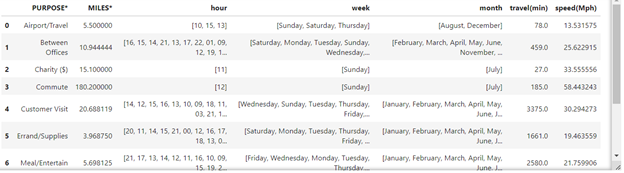 PURPOSE* MILES* hour week month travel(min) speed(Mph)
0 Airport/Travel 5.500000 [10, 15, 13] [Sunday, Saturday, Thursday] [August, December] 78.0 13.531575
1 Between Offices 10.944444 [16, 15, 14, 21, 13, 17, 22, 01, 09, 12, 19, 1... [Saturday, Monday, Tuesday, Sunday, Wednesday,... [February, March, April, May, June, November, ... 459.0 25.622915
2 Charity ($) 15.100000 [11] [Sunday] [July] 27.0 33.555556
3 Commute 180.200000 [12] [Sunday] [July] 185.0 58.443243
4 Customer Visit 20.688119 [14, 12, 15, 16, 13, 10, 09, 18, 11, 03, 21, 1... [Wednesday, Sunday, Tuesday, Thursday, Friday,... [January, February, March, April, May, June, J... 3375.0 30.294273
5 Errand/Supplies 3.968750 [20, 11, 14, 15, 21, 00, 12, 16, 17, 18, 13, 0... [Saturday, Monday, Tuesday, Thursday, Friday,... [January, February, March, April, May, June, J... 1661.0 19.463559
6 Meal/Entertain 5.698125 [21, 17, 13, 14, 12, 11, 16, 10, 09, 15, 19, 2... [Friday, Wednesday, Monday, Tuesday, Thursday,... [January, February, March, April, May, June, J... 2580.0 21.759906